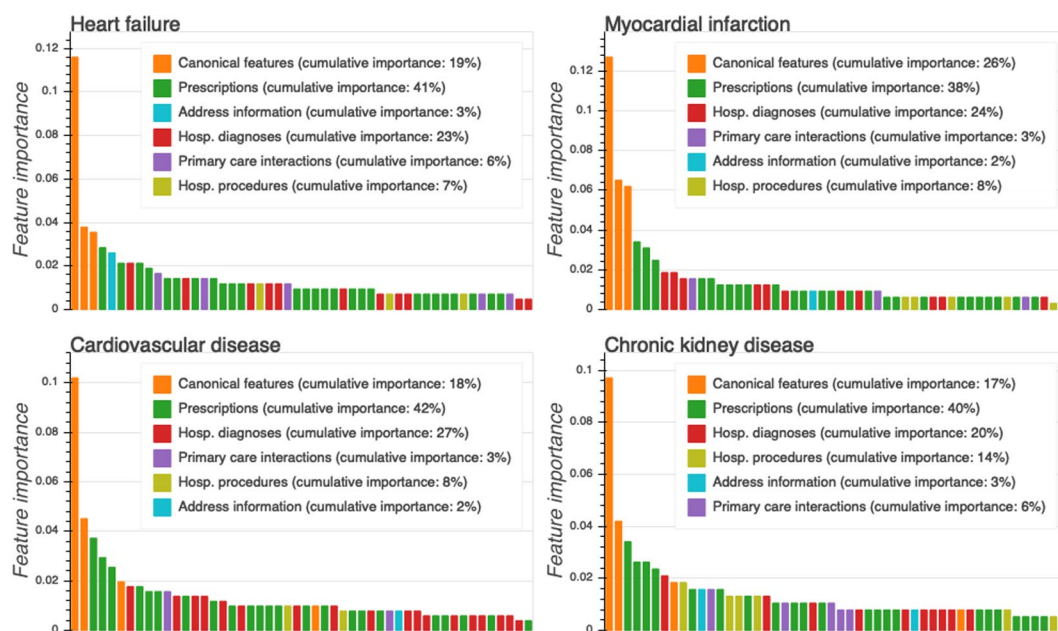 Heart failure
Feature importance
0.12
0.1
0.08
0.06
0.04
0.02
0
Canonical features (cumulative importance: 19%)
Prescriptions (cumulative importance: 41%)
Address information (cumulative importance: 3%)
Hosp. diagnoses (cumulative importance: 23%)
Primary care interactions (cumulative importance: 6%)
Hosp. procedures (cumulative importance: 7%)
Myocardial infarction
Feature importance
0.12
0.1
0.08
0.06
0.04
0.02
0
Canonical features (cumulative importance: 26%)
Prescriptions (cumulative importance: 38%)
Hosp. diagnoses (cumulative importance: 24%)
Primary care interactions (cumulative importance: 3%)
Address information (cumulative importance: 2%)
Hosp. procedures (cumulative importance: 8%)
Cardiovascular disease
Feature importance
0.1
0.08
0.06
0.04
0.02
0
Canonical features (cumulative importance: 18%)
Prescriptions (cumulative importance: 42%)
Hosp. diagnoses (cumulative importance: 27%)
Primary care interactions (cumulative importance: 3%)
Hosp. procedures (cumulative importance: 8%)
Address information (cumulative importance: 2%)
Chronic kidney disease
Feature importance
0.1
0.08
0.06
0.04
0.02
0
Canonical features (cumulative importance: 17%)
Prescriptions (cumulative importance: 40%)
Hosp. diagnoses (cumulative importance: 20%)
Hosp. procedures (cumulative importance: 14%)
Address information (cumulative importance: 3%)
Primary care interactions (cumulative importance: 6%)